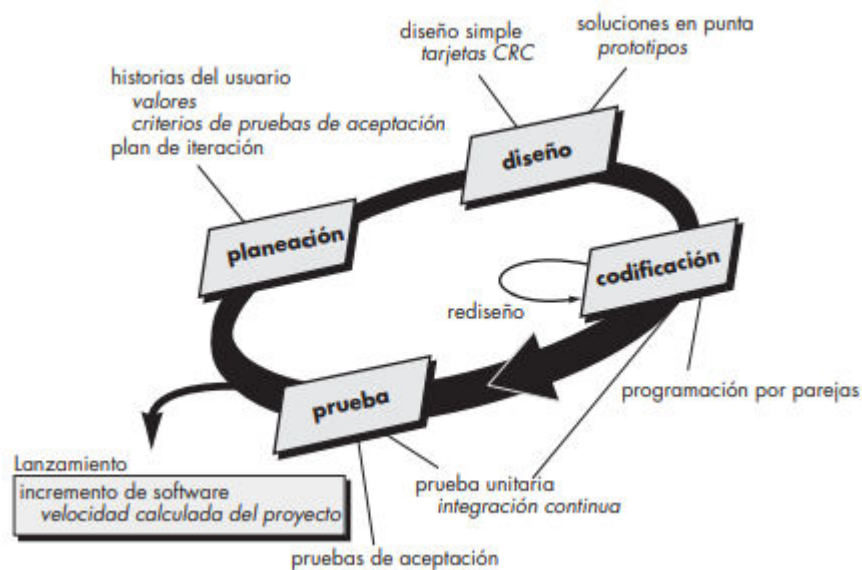 diseño simple
tarjetas CRC
soluciones en punta
prototipos
historias del usuario
valores
criterios de pruebas de aceptación
plan de iteración
diseño
planeación
codificación
rediseño
prueba
programación por parejas
Lanzamiento
incremento de software
velocidad calculada del proyecto
prueba unitaria
integración continua
pruebas de aceptación